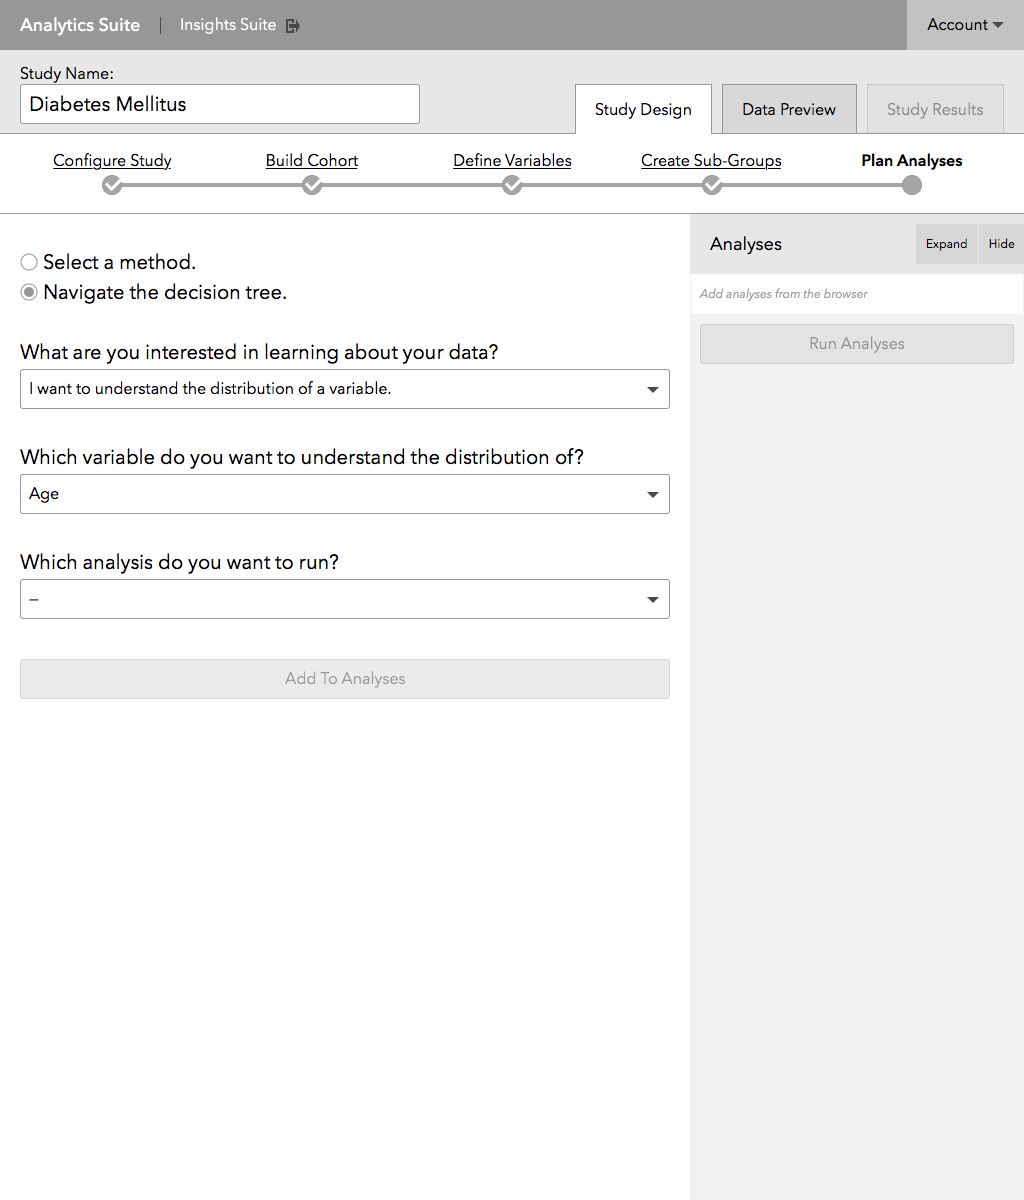 Analytics Suite | Insights Suite
Account
Study Name:
Diabetes Mellitus
Study Design
Data Preview
Study Results
Configure Study
Build Cohort
Define Variables
Create Sub-Groups
Plan Analyses
Select a method.
Navigate the decision tree.
What are you interested in learning about your data?
I want to understand the distribution of a variable.
Which variable do you want to understand the distribution of?
Age
Which analysis do you want to run?
–
Add To Analyses
Analyses
Expand
Hide
Add analyses from the browser
Run Analyses